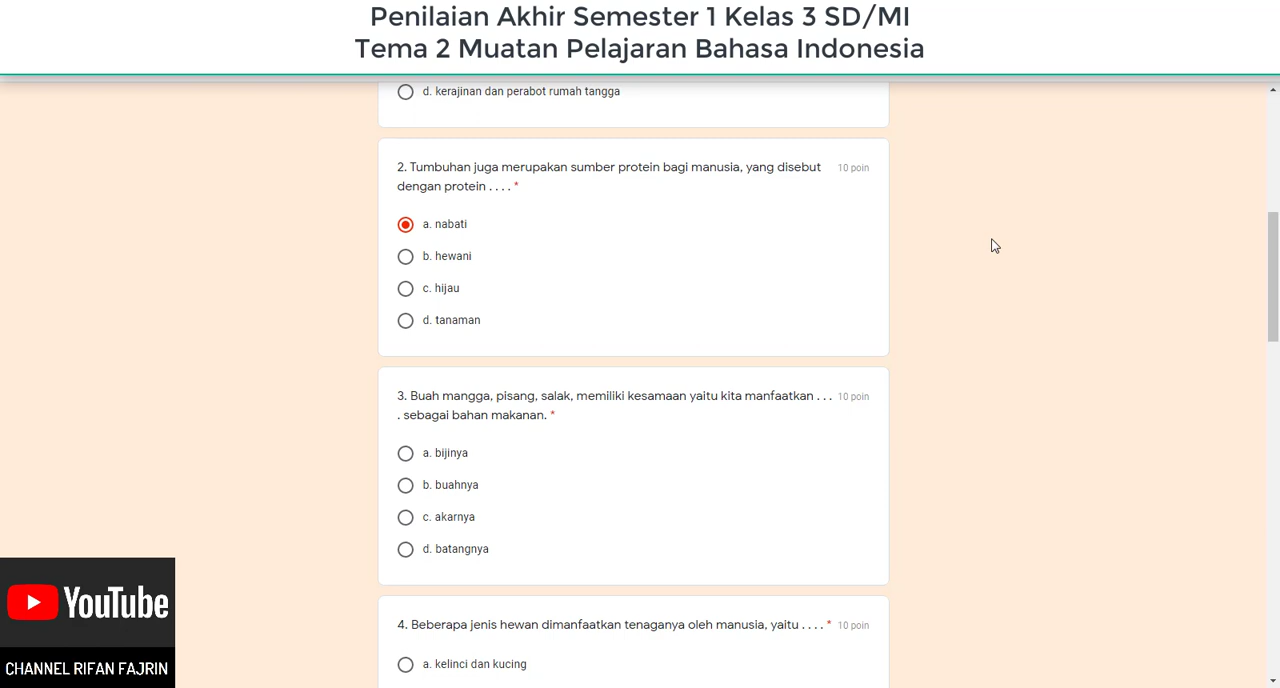 Penilaian Akhir Semester 1 Kelas 3 SD/MI
Tema 2 Muatan Pelajaran Bahasa Indonesia
d. kerajinan dan perabot rumah tangga
2. Tumbuhan juga merupakan sumber protein bagi manusia, yang disebut
10 poin
dengan protein . . . . *
a. nabati
b. hewani
c. hijau
d. tanaman
3. Buah mangga, pisang, salak, memiliki kesamaan yaitu kita manfaatkan . . .
10 poin
. sebagai bahan makanan. *
a. bijinya
b. buahnya
c. akarnya
d. batangnya
4. Beberapa jenis hewan dimanfaatkan tenaganya oleh manusia, yaitu . . . . *
10 poin
a. kelinci dan kucing
YouTube
CHANNEL RIFAN FAJRIN